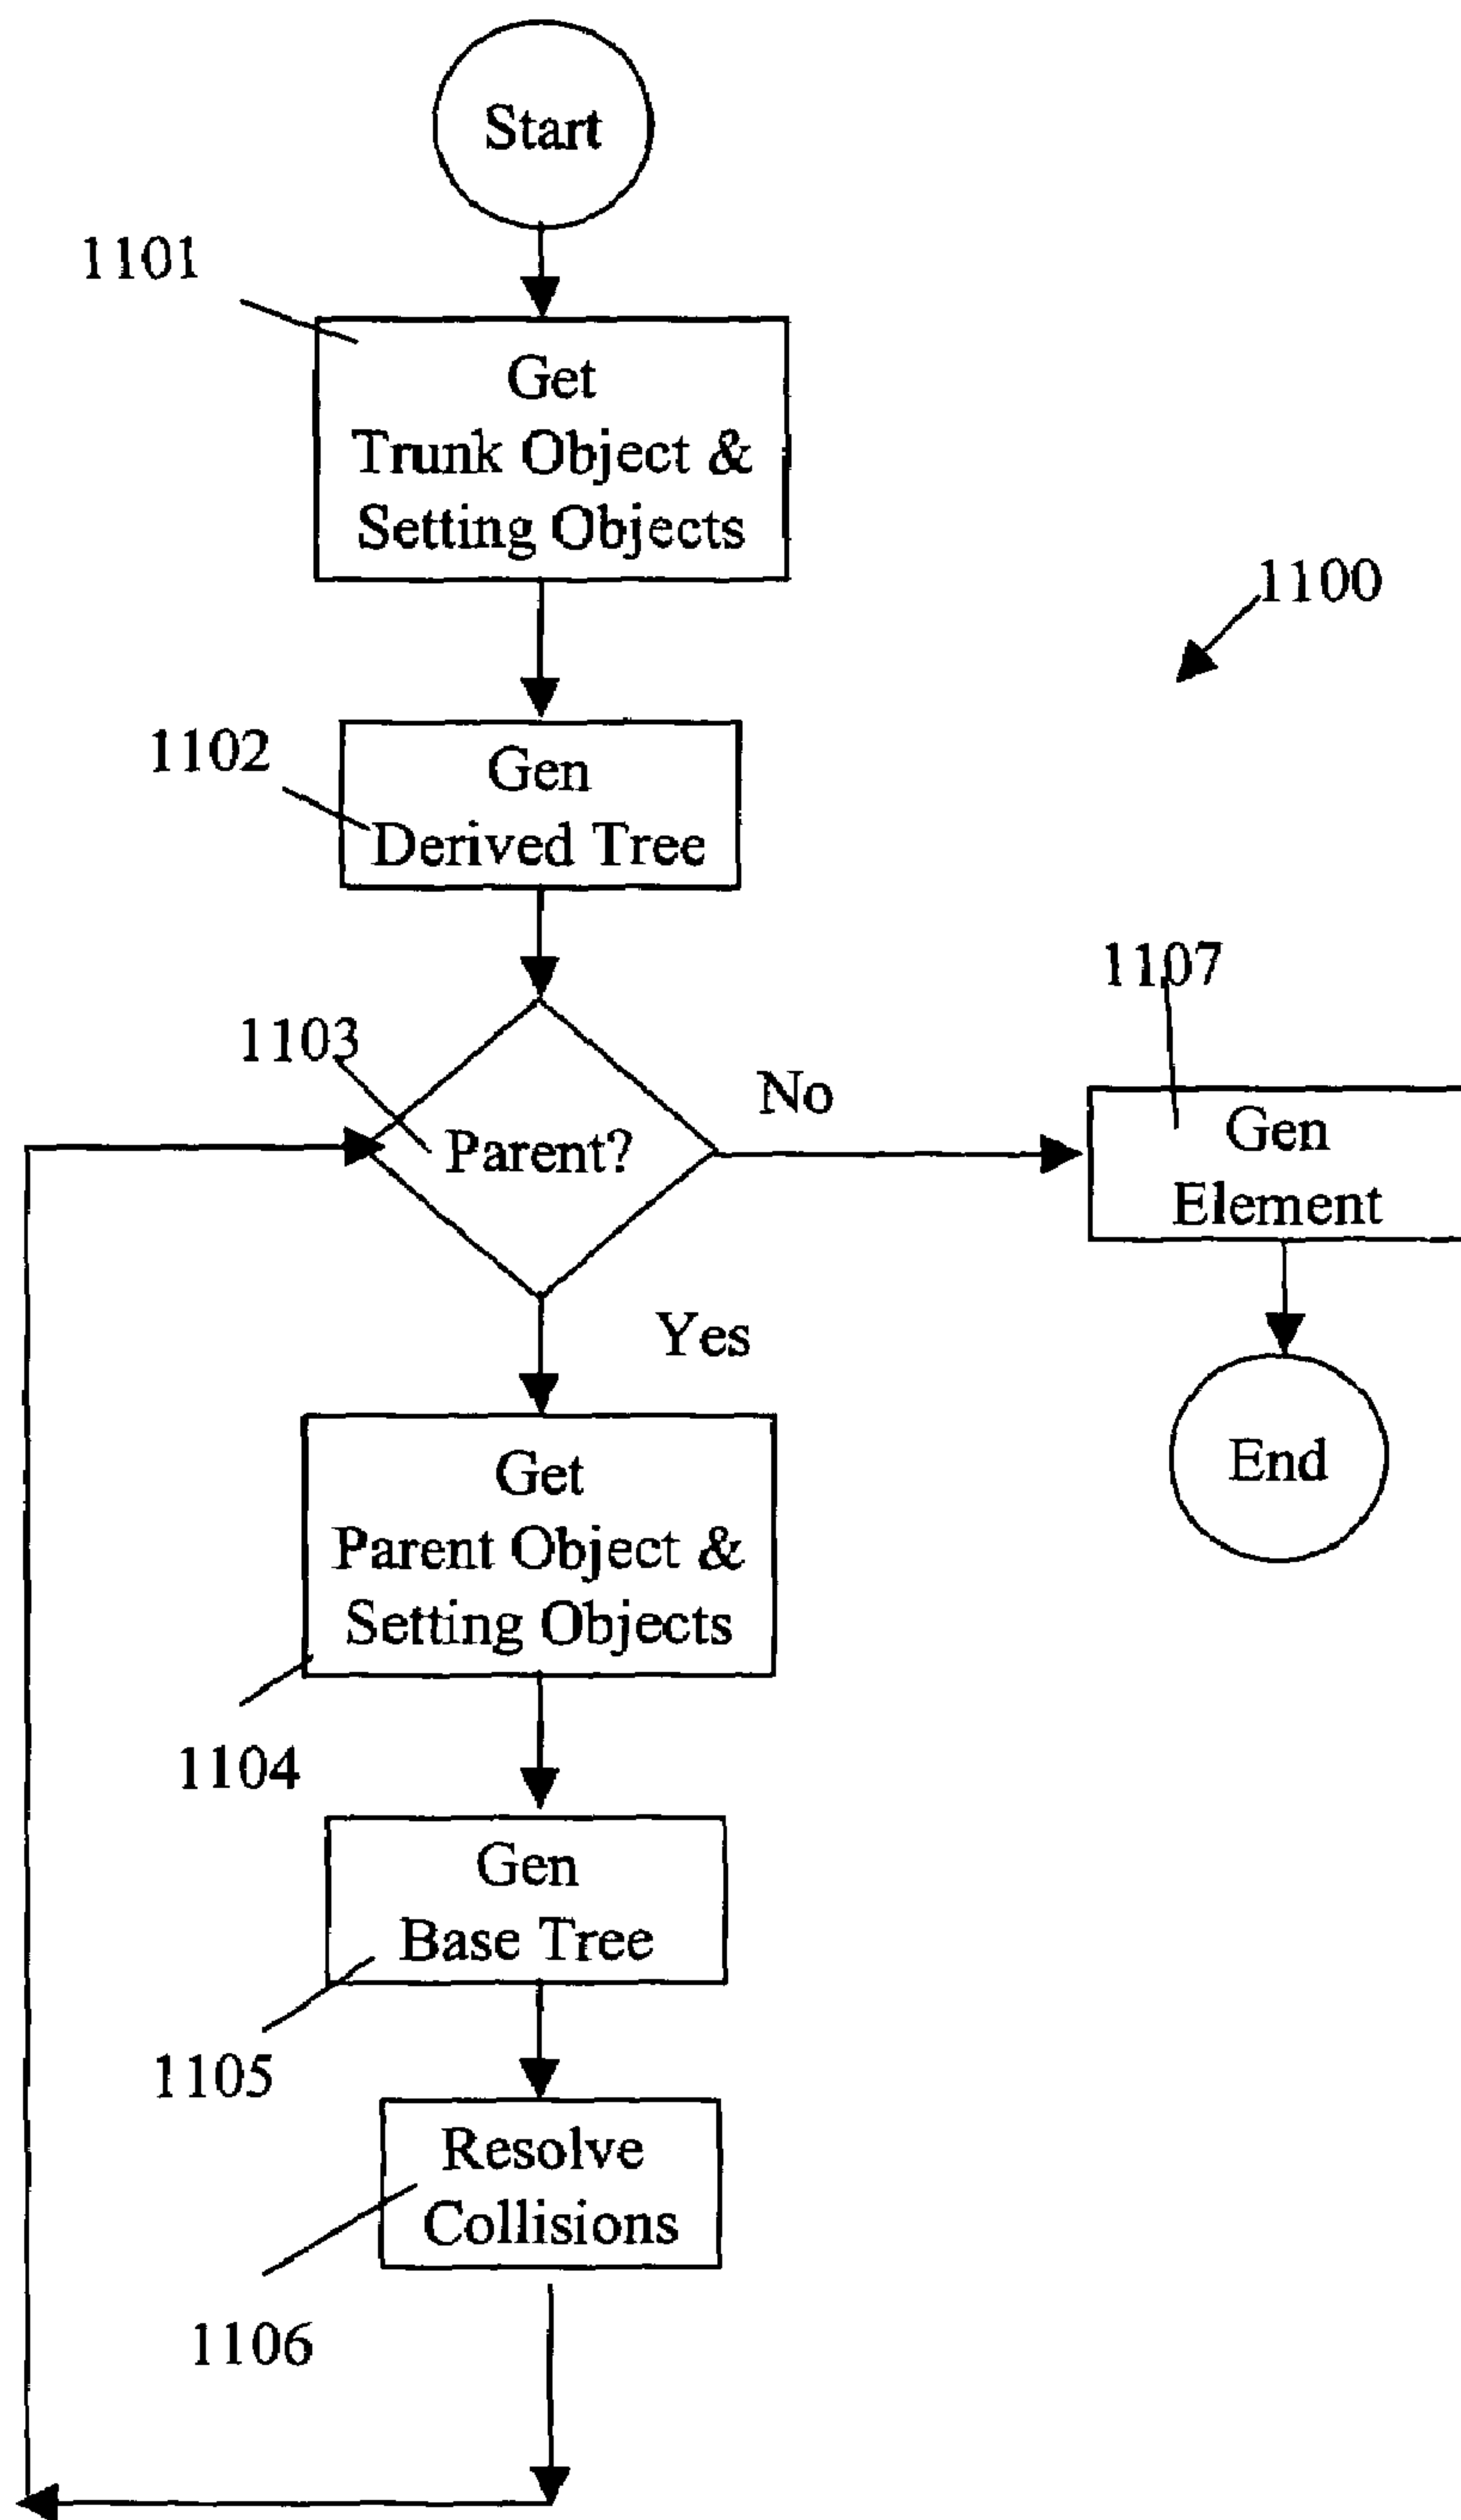 Start
1101
Get
Trunk Object &
Setting Objects
1100
1102
Gen
Derived Tree
1107
1103
No
Parent?
Gen
Element
Yes
End
Get
Parent Object &
Setting Objects
1104
Gen
Base Tree
1105
Resolve
Collisions
1106